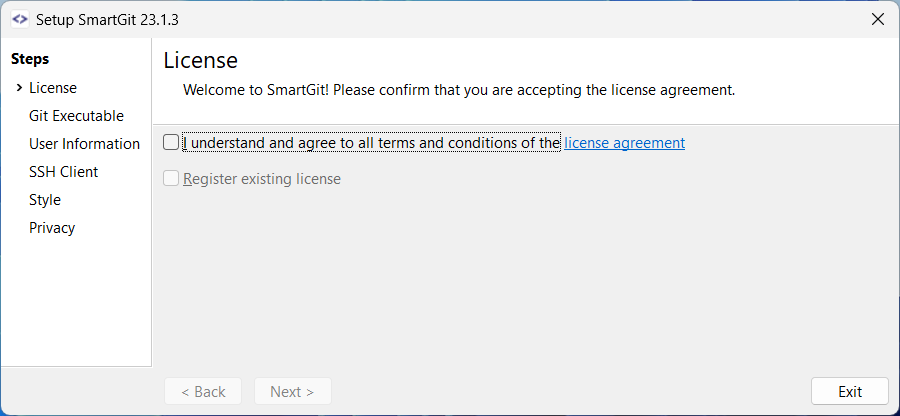 Setup SmartGit 23.1.3
Steps
License
Git Executable
User Information
SSH Client
Style
Privacy
License
Welcome to SmartGit! Please confirm that you are accepting the license agreement.
I understand and agree to all terms and conditions of the license agreement
Register existing license
< Back
Next >
Exit